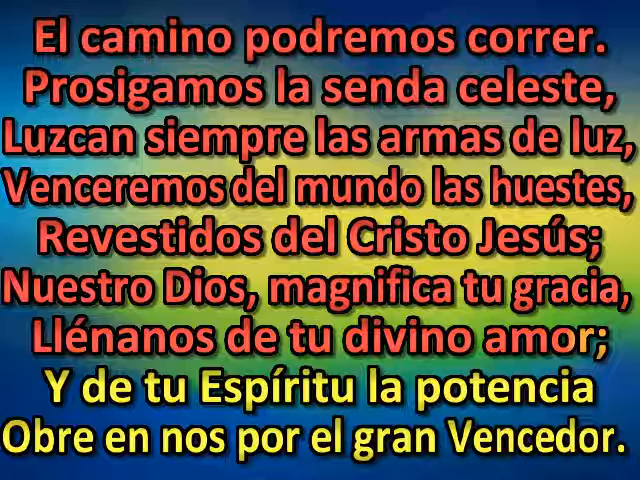 El camino podremos correr.
Prosigamos la senda celeste,
Luzcan siempre las armas de luz,
Venceremos del mundo las huestes,
Revestidos del Cristo Jesús;
Nuestro Dios, magnifica tu gracia,
Llénanos de tu divino amor;
Y de tu Espíritu la potencia
Obre en nos por el gran Vencedor.